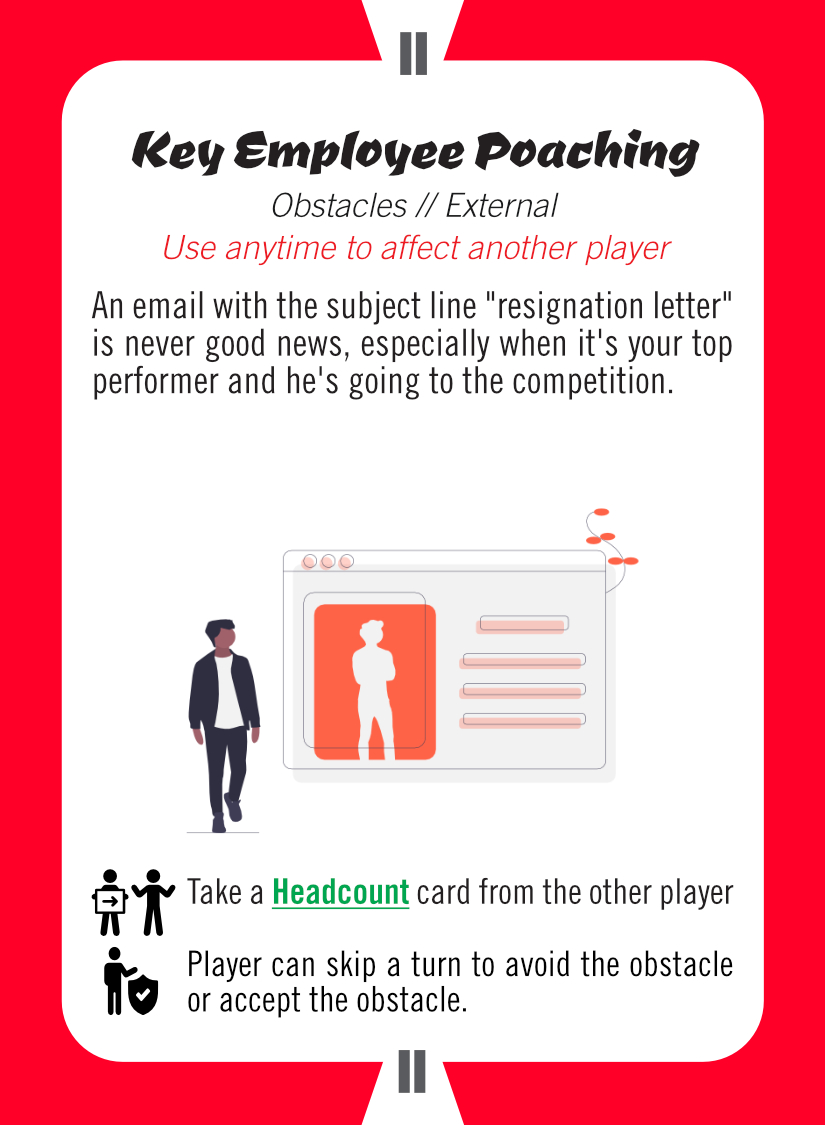 II
Key Employee Poaching
Obstacles // External
Use anytime to affect another player
An email with the subject line "resignation letter"
is never good news, especially when it's your top
performer and he's going to the competition.
Take a Headcount card from the other player
Player can skip a turn to avoid the obstacle
or accept the obstacle.
II